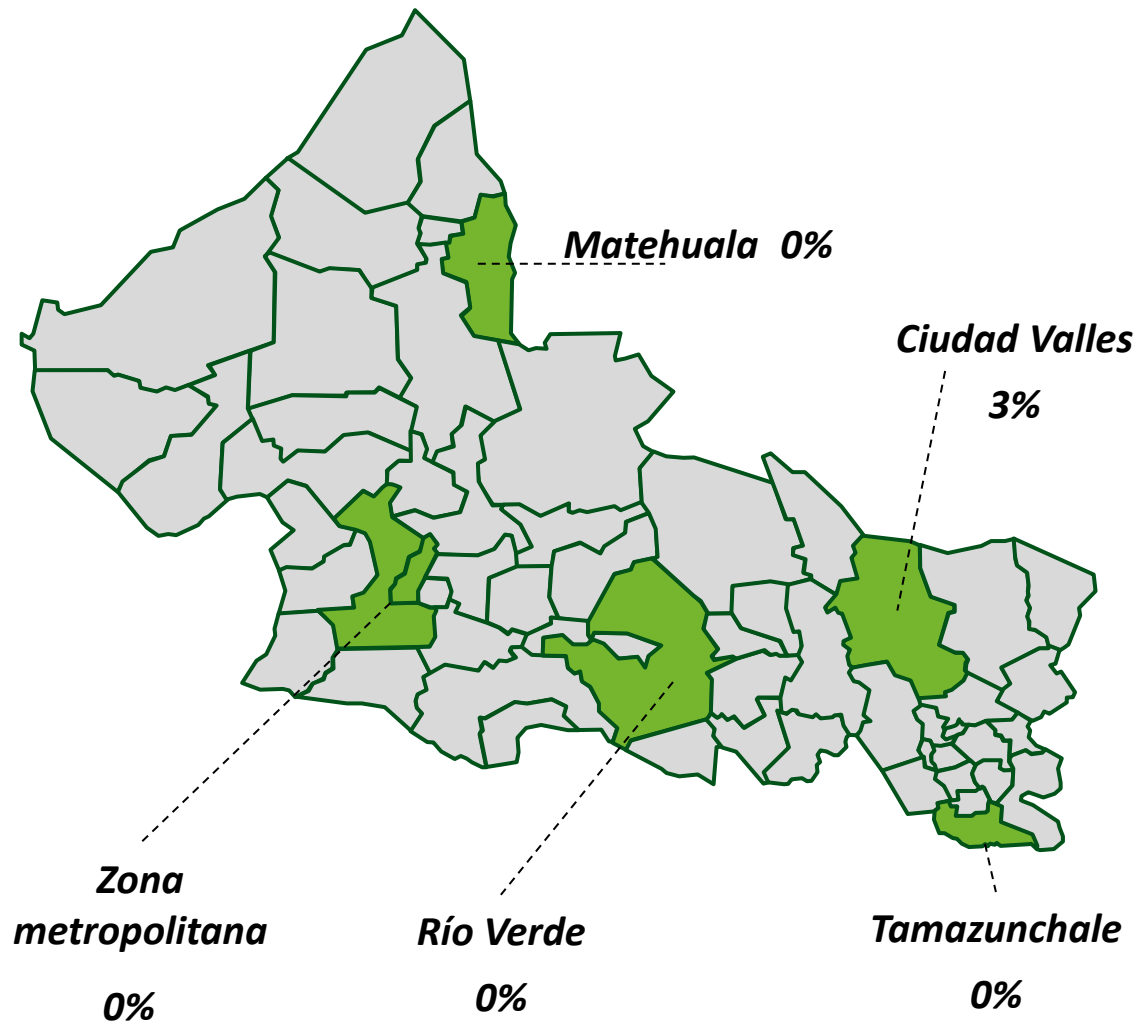 Matehuala 0%
Ciudad Valles
3%
Zona
metropolitana
0%
Río Verde
0%
Tamazunchale
0%